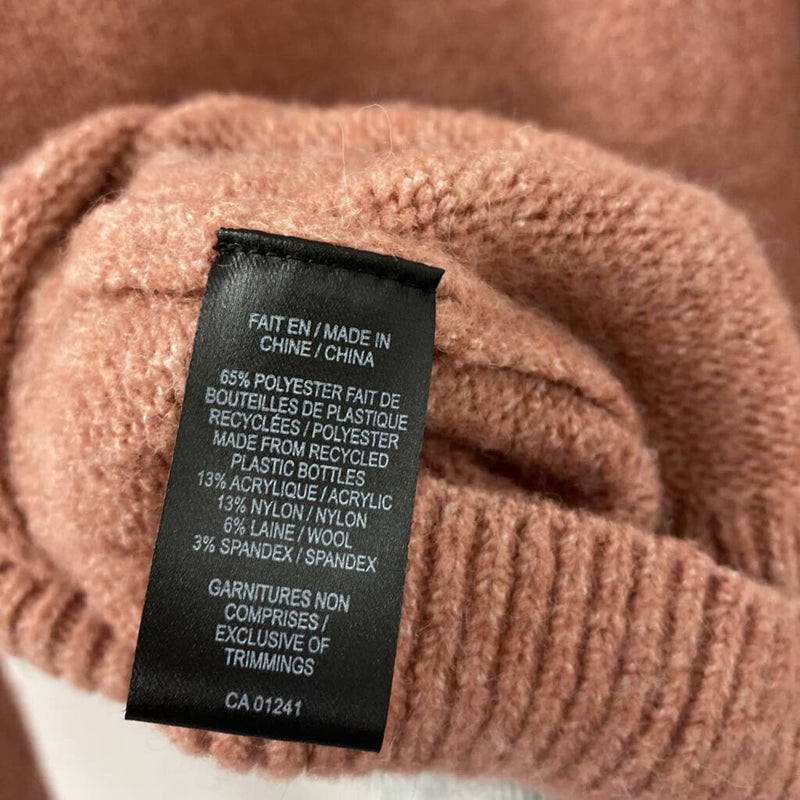 FAIT EN / MADE IN
CHINE / CHINA
65% POLYESTER FAIT DE
BOUTEILLES DE PLASTIQUE
RECYCLÉES / POLYESTER
MADE FROM RECYCLED
PLASTIC BOTTLES
13% ACRYLIQUE / ACRYLIC
13% NYLON / NYLON
6% LAINE / WOOL
3% SPANDEX / SPANDEX
GARNITURES NON
COMPRISES /
EXCLUSIVE OF
TRIMMINGS
CA 01241